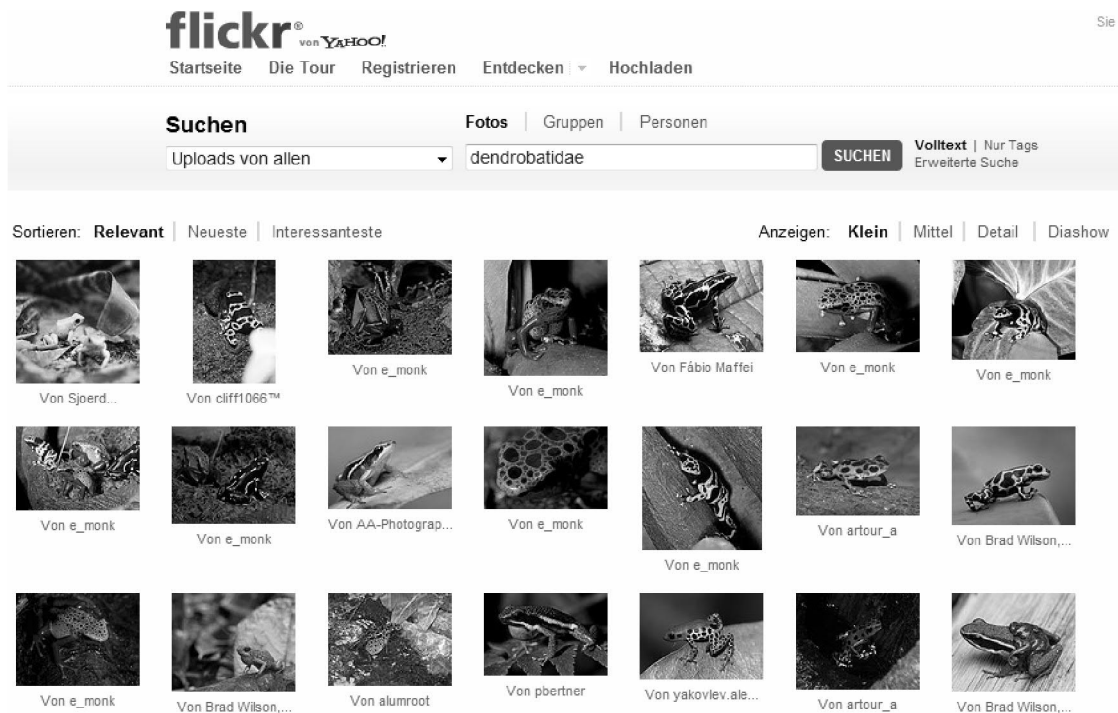 flickr® von YAHOO!
Sie
Startseite Die Tour Registrieren Entdecken Hochladen
Suchen
Fotos | Gruppen | Personen
Uploads von allen
dendrobatidae
SUCHEN
Volltext | Nur Tags
Erweiterte Suche
Sortieren: Relevant | Neueste | Interessanteste
Anzeigen: Klein | Mittel | Detail | Diashow
Von Sjoerd...
Von cliff1066™
Von e_monk
Von e_monk
Von Fábio Maffei
Von e_monk
Von e_monk
Von e_monk
Von e_monk
Von AA-Photograp...
Von e_monk
Von e_monk
Von artour_a
Von Brad Wilson,...
Von e_monk
Von Brad Wilson,...
Von alumroot
Von pbertner
Von yakovlev.ale...
Von artour_a
Von Brad Wilson,...